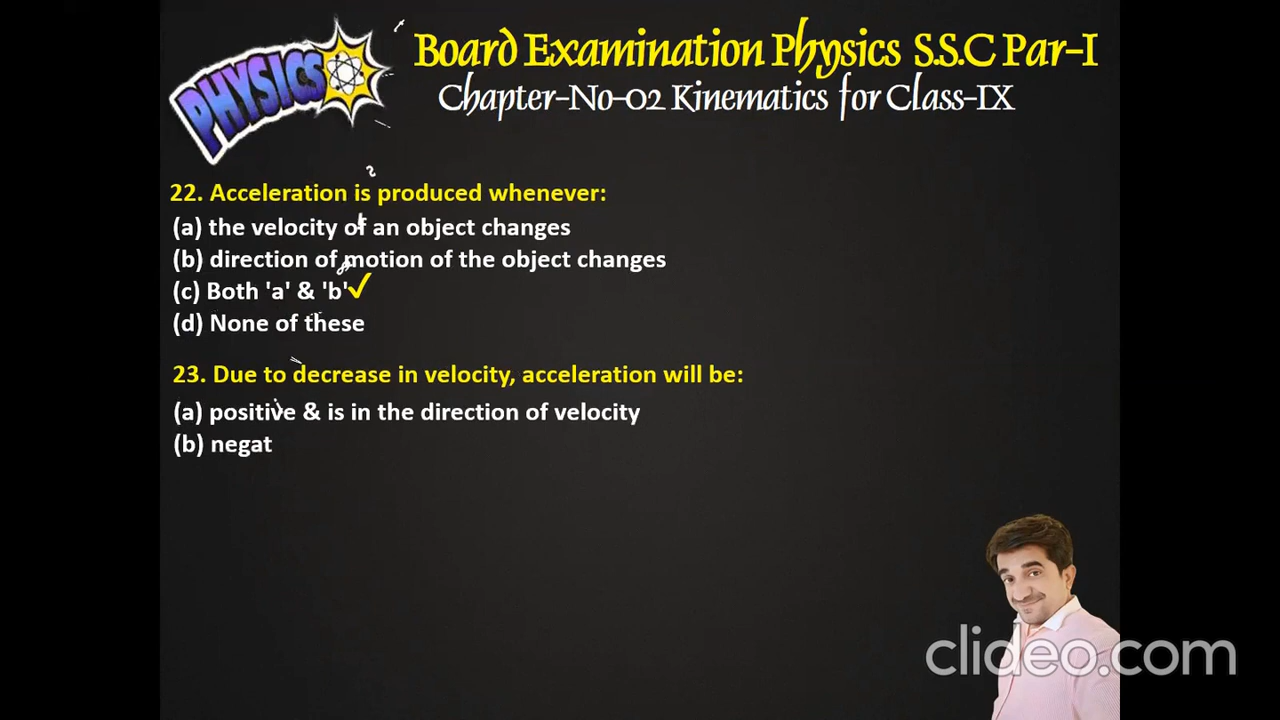 PHYSICS
Board Examination Physics S.S.C Par-I
Chapter-No-02 Kinematics for Class-IX
22. Acceleration is produced whenever:
(a) the velocity of an object changes
(b) direction of motion of the object changes
(c) Both 'a' & 'b'✓
(d) None of these
23. Due to decrease in velocity, acceleration will be:
(a) positive & is in the direction of velocity
(b) negat
clideo.com